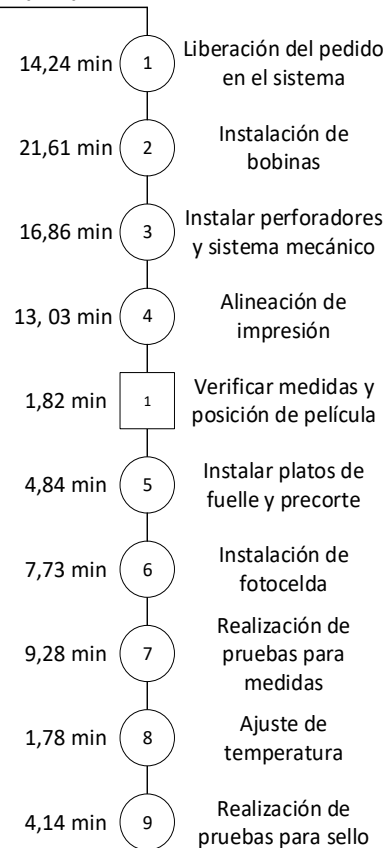 14,24 min 1 Liberación del pedido
en el sistema
21,61 min 2 Instalación de
bobinas
16,86 min 3 Instalar perforadores
y sistema mecánico
13, 03 min 4 Alineación de
impresión
1,82 min 1 Verificar medidas y
posición de película
4,84 min 5 Instalar platos de
fuelle y precorte
7,73 min 6 Instalación de
fotocelda
9,28 min 7 Realización de
pruebas para
medidas
1,78 min 8 Ajuste de
temperatura
4,14 min 9 Realización de
pruebas para sello